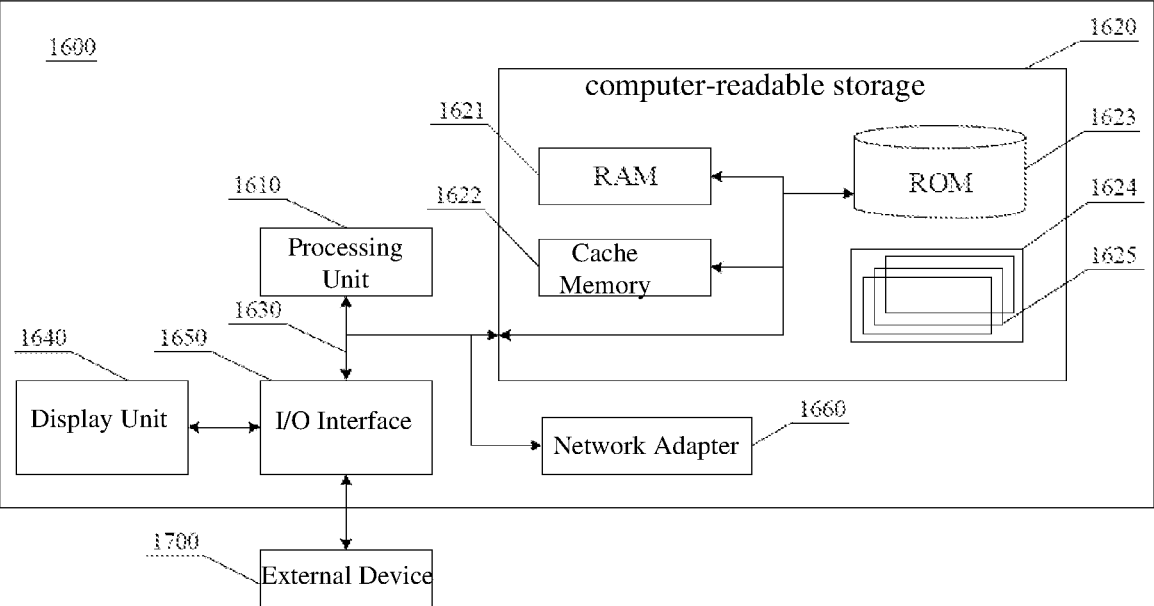 1600
1620
computer-readable storage
1621
RAM
1623
ROM
1610
1622
1624
Processing
Unit
Cache
Memory
1625
1630
1640
1650
Display Unit
I/O Interface
1660
Network Adapter
1700
External Device